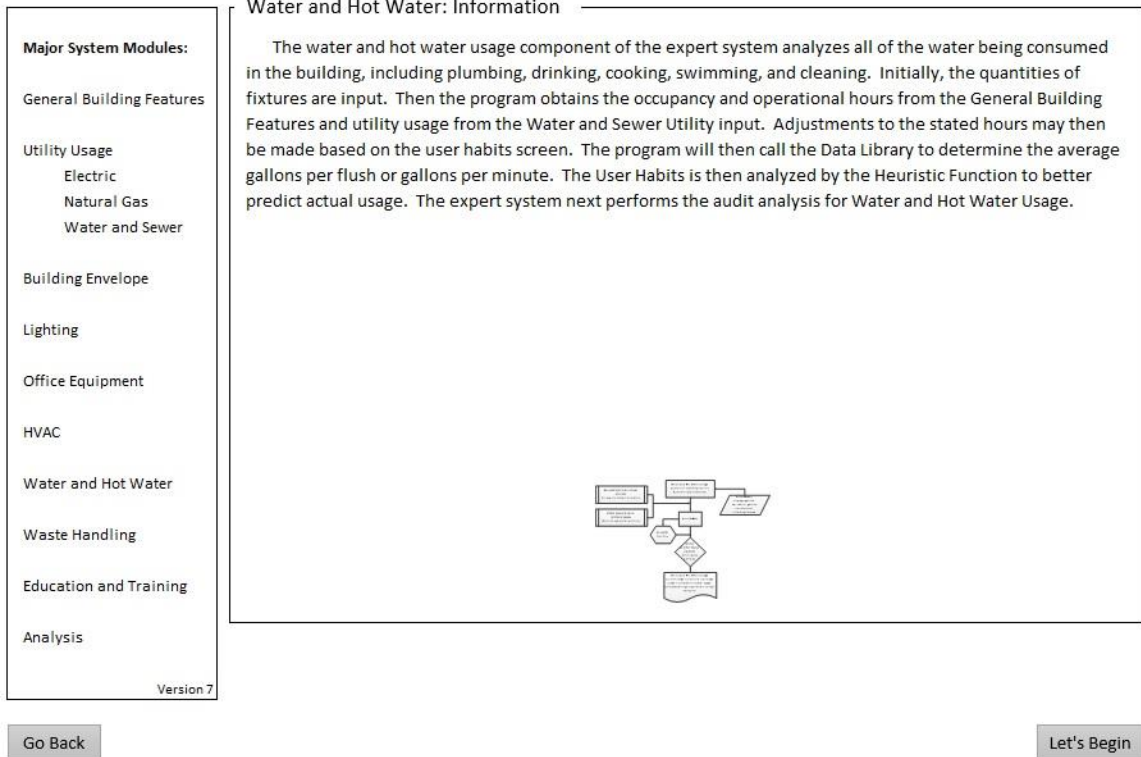 Water and Hot Water: Information
Major System Modules:
General Building Features
Utility Usage
Electric
Natural Gas
Water and Sewer
Building Envelope
Lighting
Office Equipment
HVAC
Water and Hot Water
Waste Handling
Education and Training
Analysis
Version 7
The water and hot water usage component of the expert system analyzes all of the water being consumed
in the building, including plumbing, drinking, cooking, swimming, and cleaning. Initially, the quantities of
fixtures are input. Then the program obtains the occupancy and operational hours from the General Building
Features and utility usage from the Water and Sewer Utility input. Adjustments to the stated hours may then
be made based on the user habits screen. The program will then call the Data Library to determine the average
gallons per flush or gallons per minute. The User Habits is then analyzed by the Heuristic Function to better
predict actual usage. The expert system next performs the audit analysis for Water and Hot Water Usage.
Go Back
Let's Begin